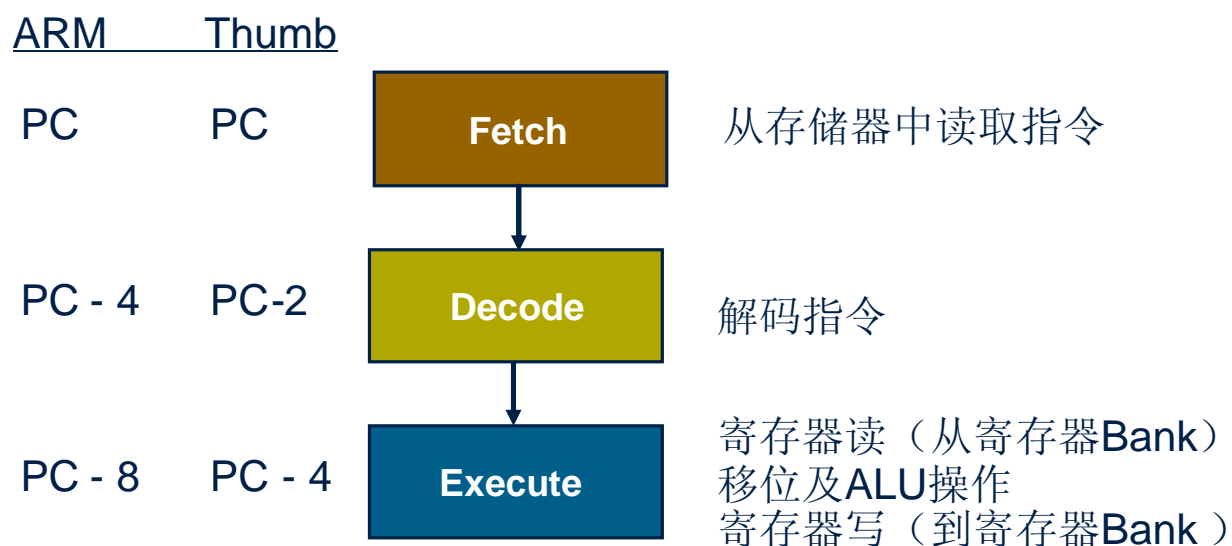 ARM Thumb
PC PC Fetch 从存储器中读取指令
PC - 4 PC-2 Decode 解码指令
寄存器读（从寄存器Bank）
PC - 8 PC - 4 Execute 移位及ALU操作
寄存器写（到寄存器Bank ）